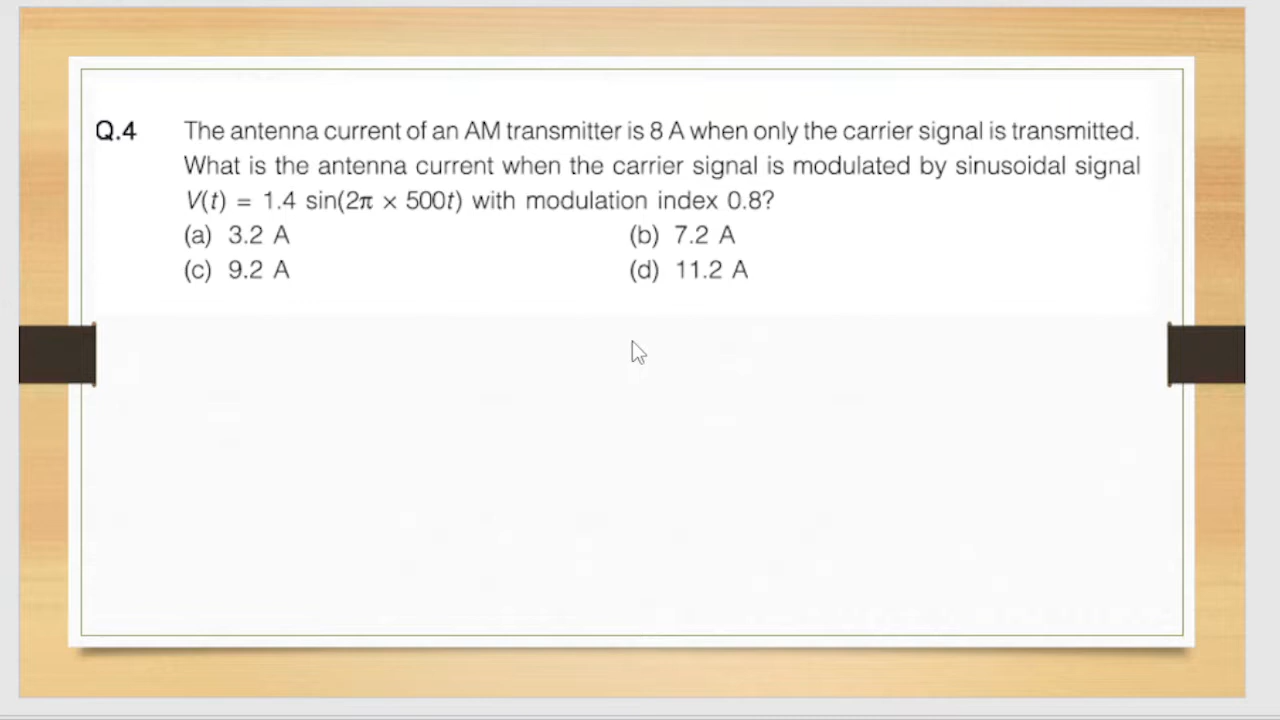 Q.4 The antenna current of an AM transmitter is 8 A when only the carrier signal is transmitted.
What is the antenna current when the carrier signal is modulated by sinusoidal signal
V(t) = 1.4 sin(2π × 500t) with modulation index 0.8?
(a) 3.2 A (b) 7.2 A
(c) 9.2 A (d) 11.2 A